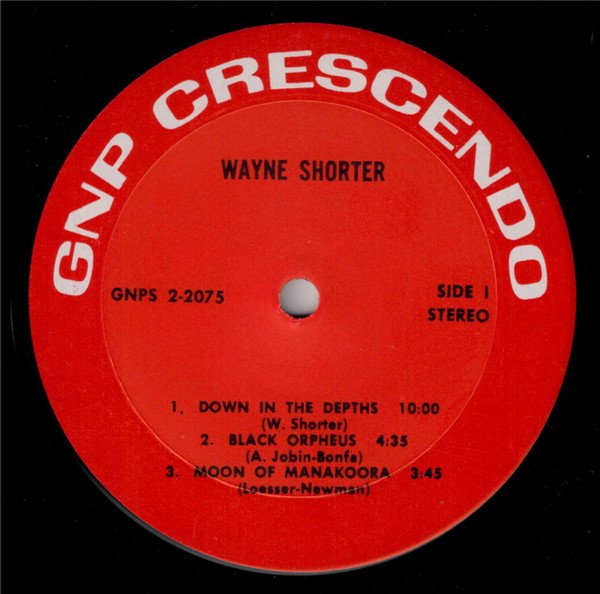 GNP CRESCENDO
WAYNE SHORTER
GNPS 2-2075
SIDE 1
STEREO
1. DOWN IN THE DEPTHS 10:00
(W. Shorter)
2. BLACK ORPHEUS 4:35
(A. Jobin-Bonfa)
3. MOON OF MANAKOORA 3:45
(Loesser-Newman)